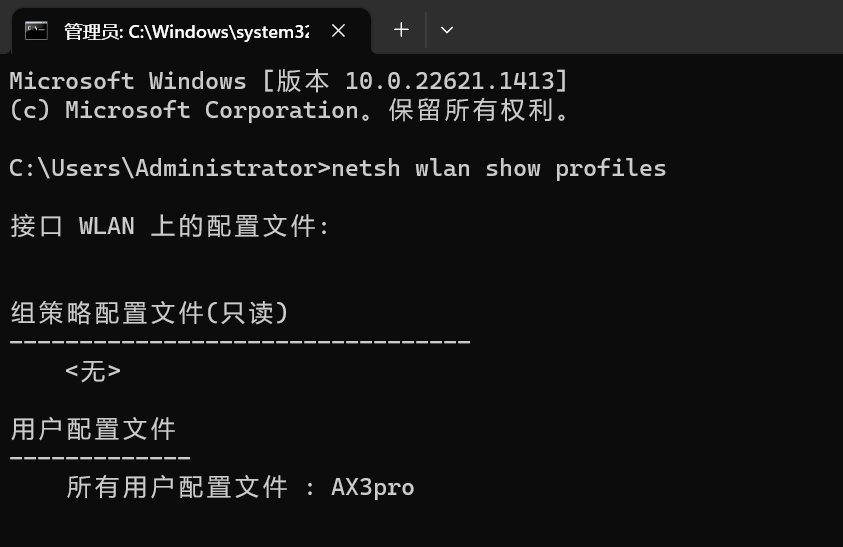 管理员: C:\Windows\system32
Microsoft Windows [版本 10.0.22621.1413]
(c) Microsoft Corporation。保留所有权利。
C:\Users\Administrator>netsh wlan show profiles
接口 WLAN 上的配置文件:
组策略配置文件(只读)
---------------------------------
    <无>
用户配置文件
-------------
    所有用户配置文件 : AX3pro